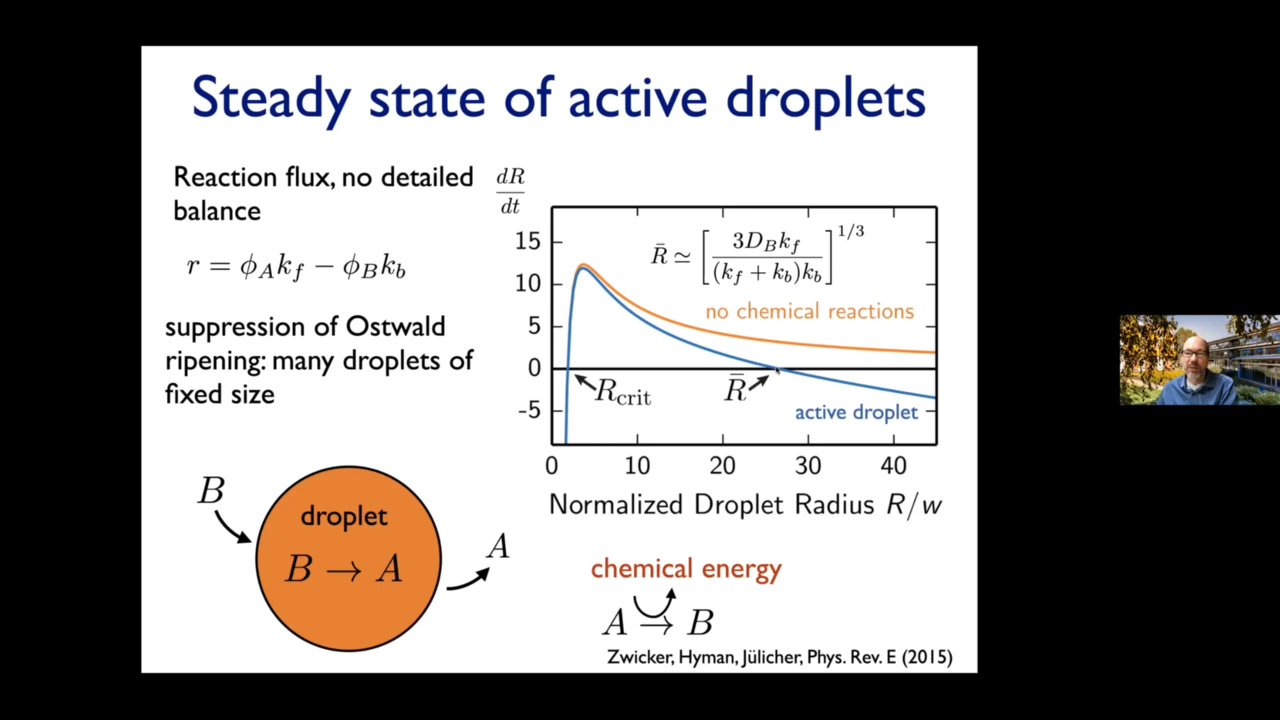 Steady state of active droplets
Reaction flux, no detailed
balance
r = ϕ_A k_f − ϕ_B k_b
suppression of Ostwald
ripening: many droplets of
fixed size
dR/dt
15
10
5
0
-5
R̄ ≃ [3D_B k_f / (k_f + k_b)k_b]^{1/3}
no chemical reactions
R_crit
R̄
active droplet
0 10 20 30 40
Normalized Droplet Radius R/w
B
droplet
B → A
A
chemical energy
A → B
Zwicker, Hyman, Jülicher, Phys. Rev. E (2015)